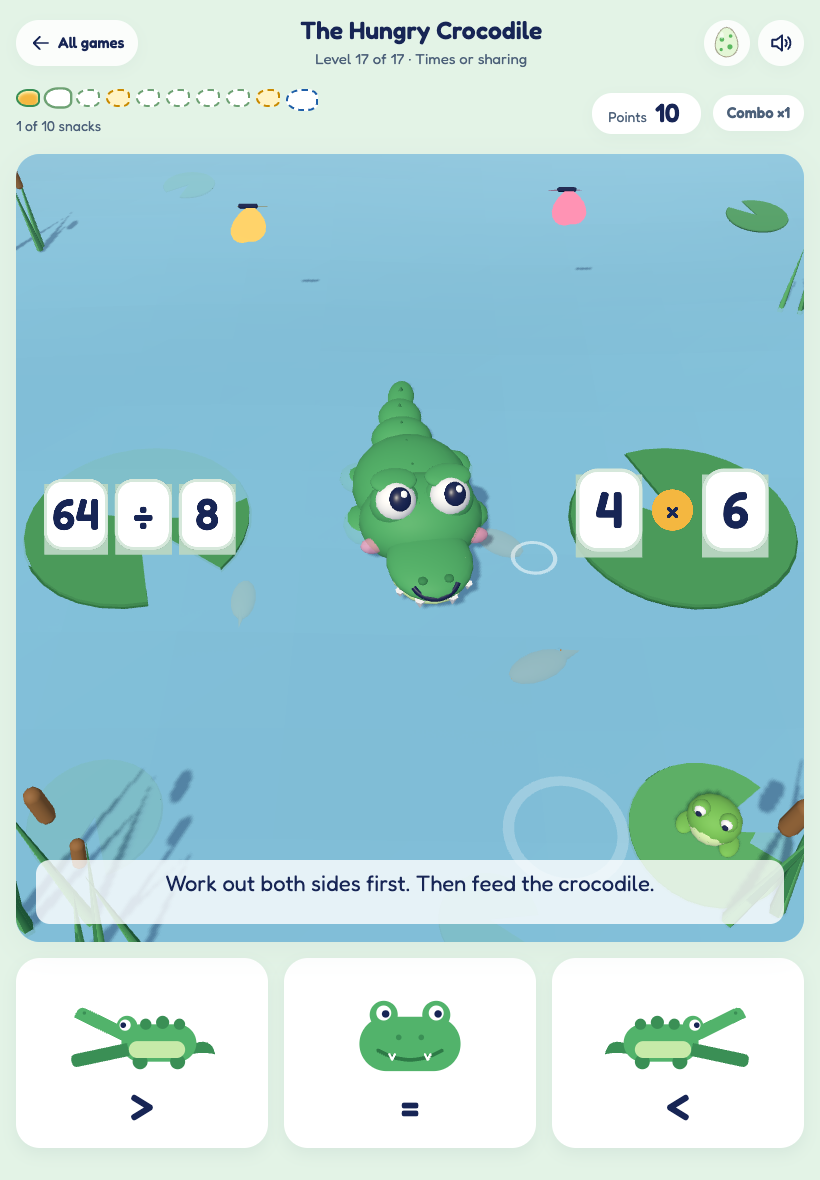 All games
The Hungry Crocodile
Level 17 of 17 · Times or sharing
1 of 10 snacks
Points 10
Combo ×1
64 ÷ 8
4 × 6
Work out both sides first. Then feed the crocodile.
>
=
<